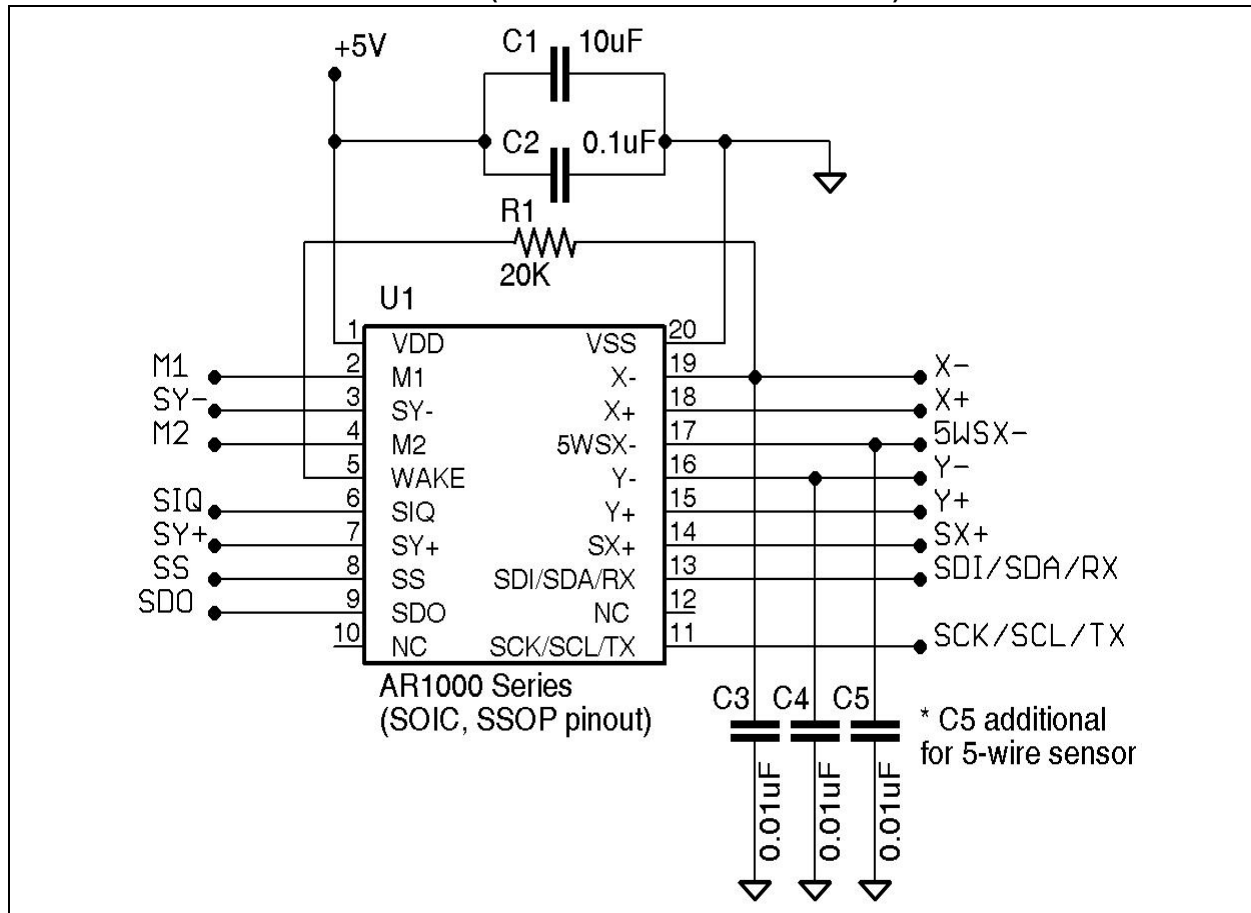 +5V
C1 10uF
C2 0.1uF
R1
20K
U1
1 VDD VSS 20
M1 2 M1 X- 19 X-
SY- 3 SY- X+ 18 X+
M2 4 M2 5WSX- 17 5WSX-
5 WAKE Y- 16 Y-
SIQ 6 SIQ Y+ 15 Y+
SY+ 7 SY+ SX+ 14 SX+
SS 8 SS SDI/SDA/RX 13 SDI/SDA/RX
SDO 9 SDO NC 12
10 NC SCK/SCL/TX 11 SCK/SCL/TX
AR1000 Series
(SOIC, SSOP pinout)
C3 C4 C5
* C5 additional
for 5-wire sensor
0.01uF 0.01uF 0.01uF